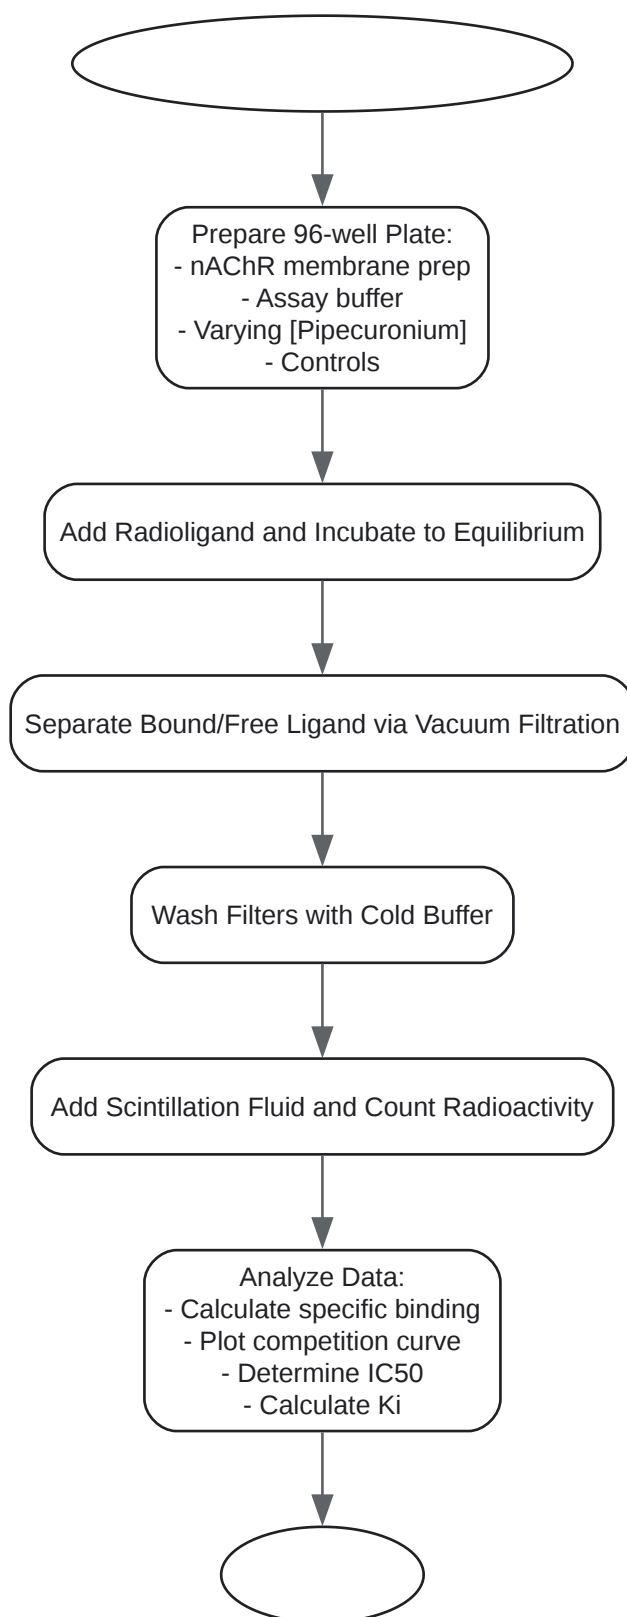 Prepare 96-well Plate:
- nAChR membrane prep
- Assay buffer
- Varying [Pipecuronium]
- Controls
Add Radioligand and Incubate to Equilibrium
Separate Bound/Free Ligand via Vacuum Filtration
Wash Filters with Cold Buffer
Add Scintillation Fluid and Count Radioactivity
Analyze Data:
- Calculate specific binding
- Plot competition curve
- Determine IC50
- Calculate Ki